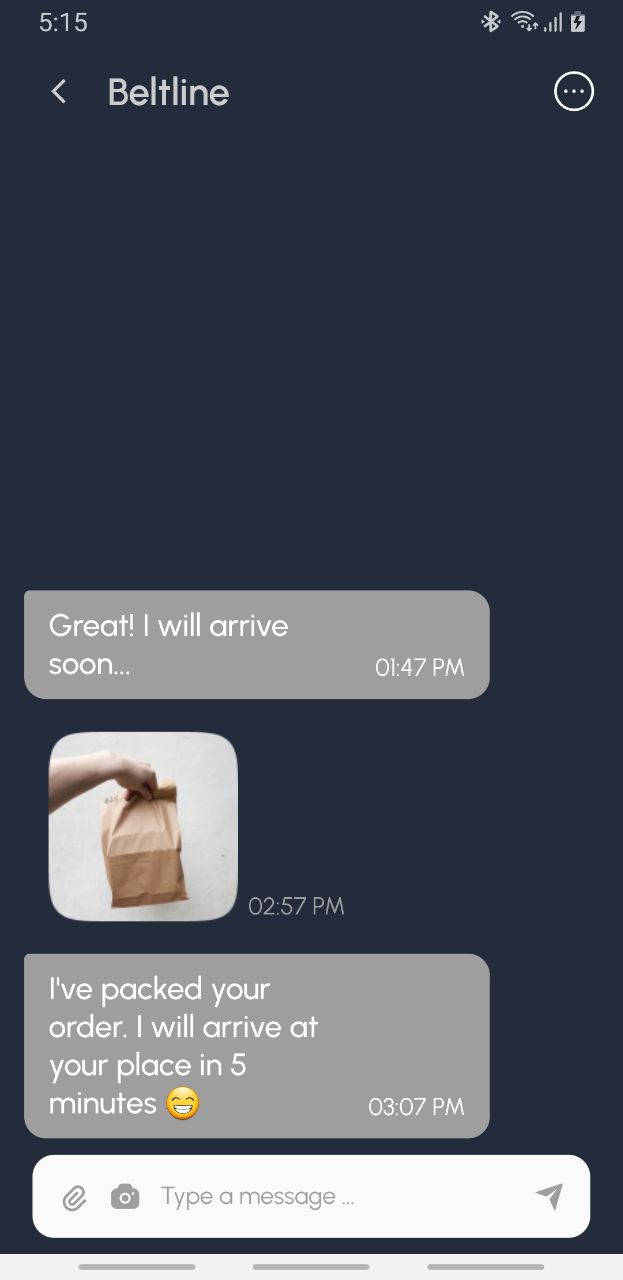 5:15
Beltline
Great! I will arrive
soon...
01:47 PM
02:57 PM
I've packed your
order. I will arrive at
your place in 5
minutes 😁
03:07 PM
Type a message ...